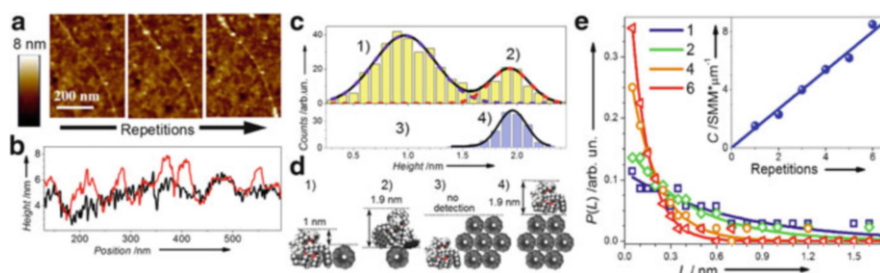 a
8 nm
200 nm
0
Repetitions
b
Height /nm
8
6
4
200 300 400 500
Position /nm
c
Counts /arb. un.
40
20
0
25
0
1)
2)
3)
4)
0.5 1.0 1.5 2.0
Height /nm
d
1) 2) 3) 4)
1 nm
1.9 nm
no
detection
1.9 nm
e
P(L) /arb. un.
0.3
0.2
0.1
0.0
1
2
4
6
C /SMM*µm⁻¹
8
4
0
0 2 4 6
Repetitions
0.0 0.3 0.6 0.9 1.2 1.5